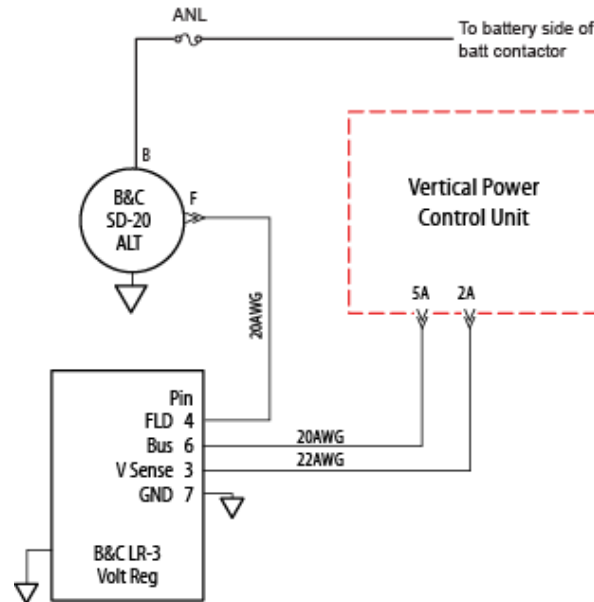 ANL
To battery side of
batt contactor
B
B&C
SD-20
ALT
F
Vertical Power
Control Unit
5A 2A
20AWG
Pin
FLD 4
Bus 6
V Sense 3
GND 7
20AWG
22AWG
B&C LR-3
Volt Reg